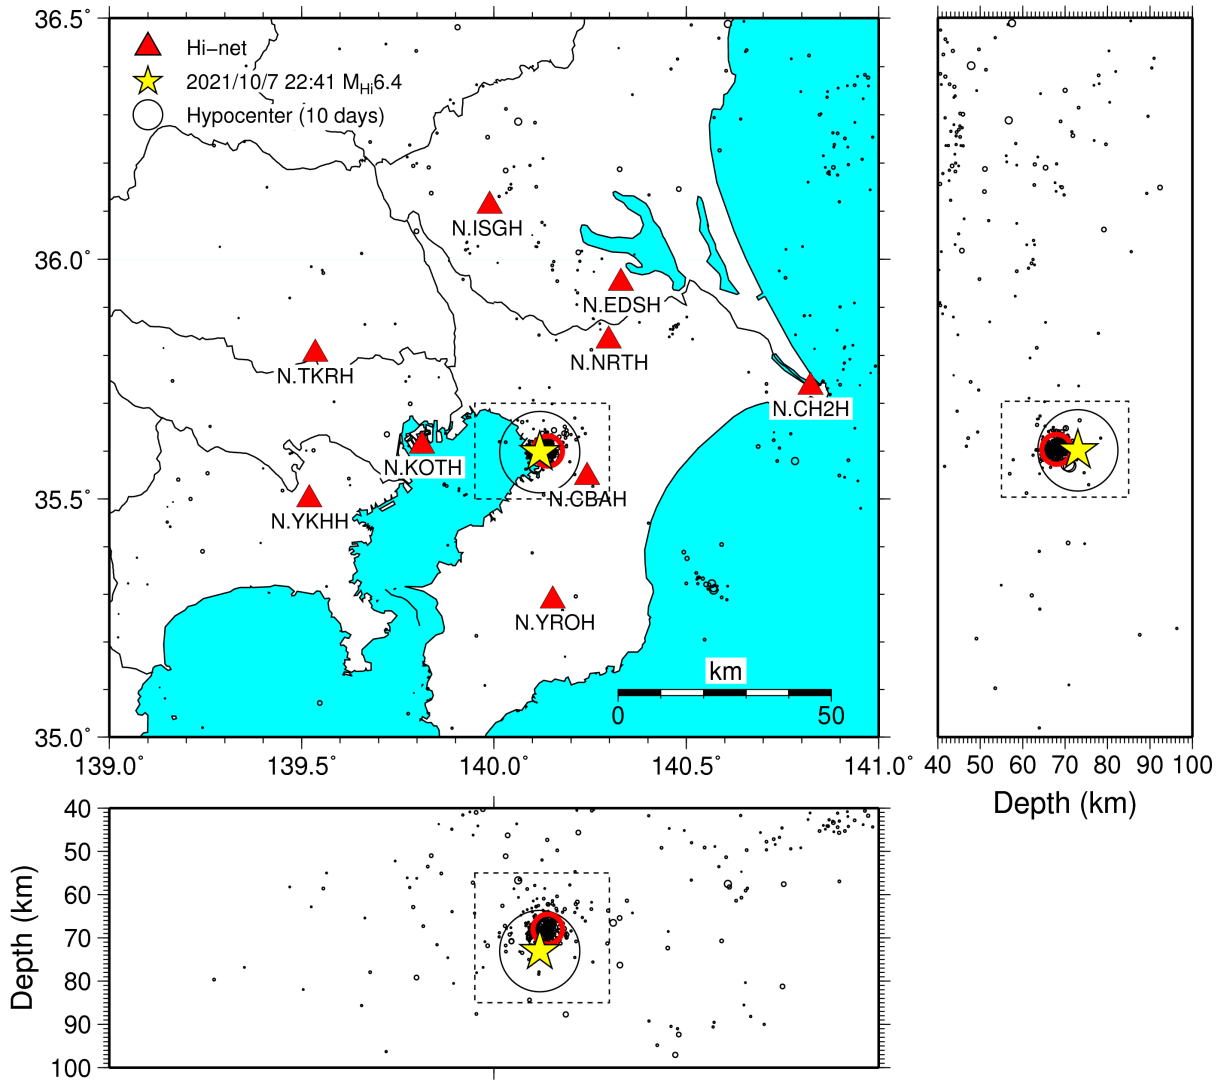 36.5°
Hi−net
2021/10/7 22:41 MHi6.4
Hypocenter (10 days)
N.ISGH
36.0°
N.EDSH
N.NRTH
N.TKRH
N.CH2H
N.KOTH
35.5°
N.CBAH
N.YKHH
N.YROH
km
0 50
35.0°
139.0° 139.5° 140.0° 140.5° 141.0°
40 50 60 70 80 90 100
Depth (km)
40
50
60
70
80
90
100
Depth (km)